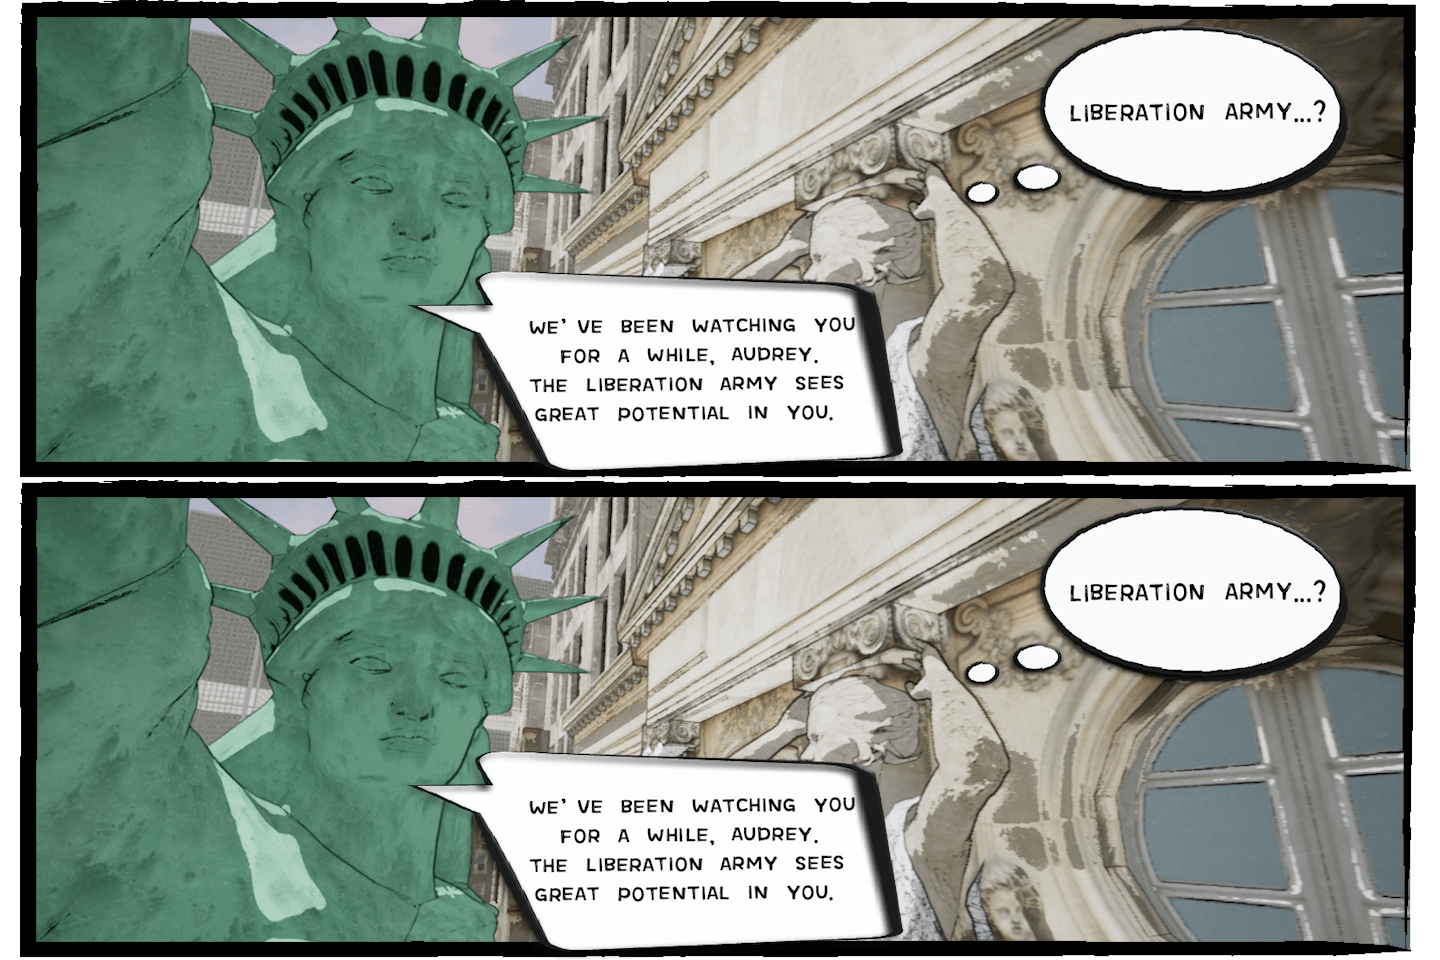 LIBERATION ARMY...?
WE'VE BEEN WATCHING YOU
FOR A WHILE, AUDREY.
THE LIBERATION ARMY SEES
GREAT POTENTIAL IN YOU.
LIBERATION ARMY...?
WE'VE BEEN WATCHING YOU
FOR A WHILE, AUDREY.
THE LIBERATION ARMY SEES
GREAT POTENTIAL IN YOU.